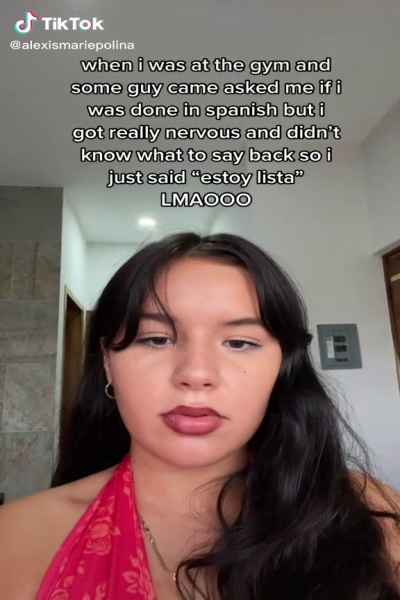 TikTok
@alexismariepolina
when i was at the gym and
some guy came asked me if i
was done in spanish but i
got really nervous and didn't
know what to say back so i
just said “estoy lista”
LMAOOO